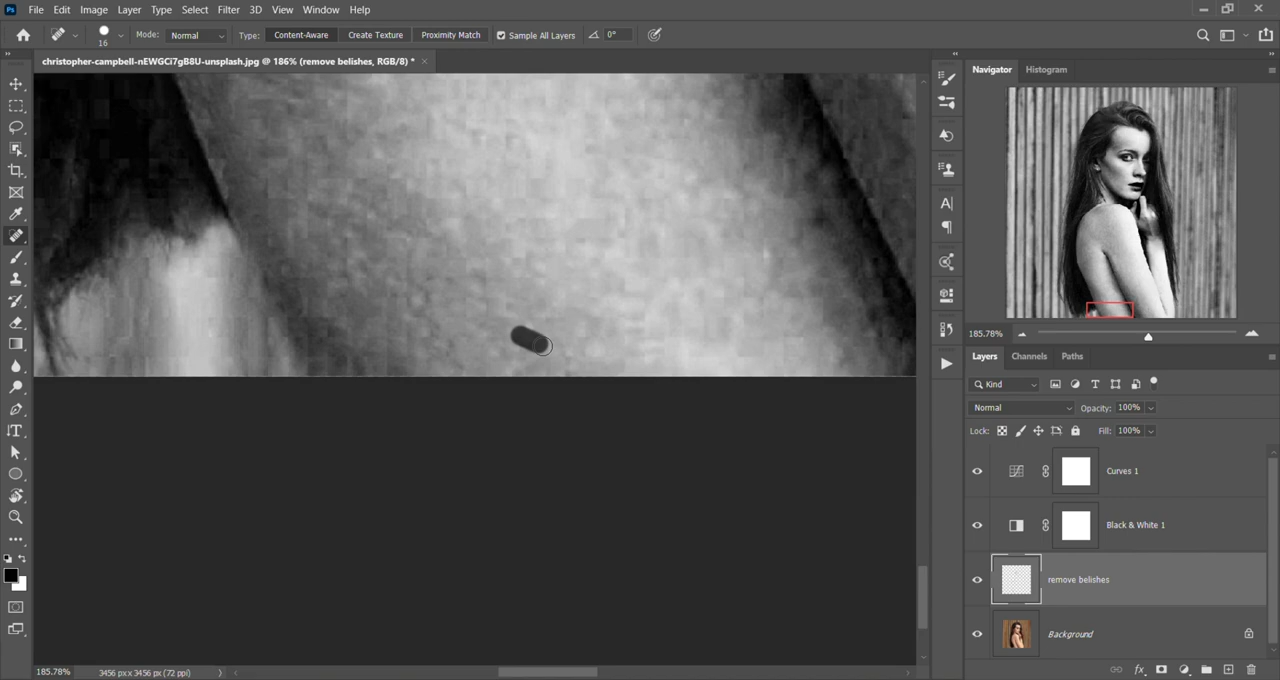 Ps File Edit Image Layer Type Select Filter 3D View Window Help
16 Mode: Normal Type: Content-Aware Create Texture Proximity Match Sample All Layers 0°
christopher-campbell-nEWGCi7gB8U-unsplash.jpg @ 186% (remove belishes, RGB/8) *
Navigator Histogram
185.78%
Layers Channels Paths
Kind
Normal Opacity: 100%
Lock: Fill: 100%
Curves 1
Black & White 1
remove belishes
Background
185.78% 3456 px x 3456 px (72 ppi)
fx